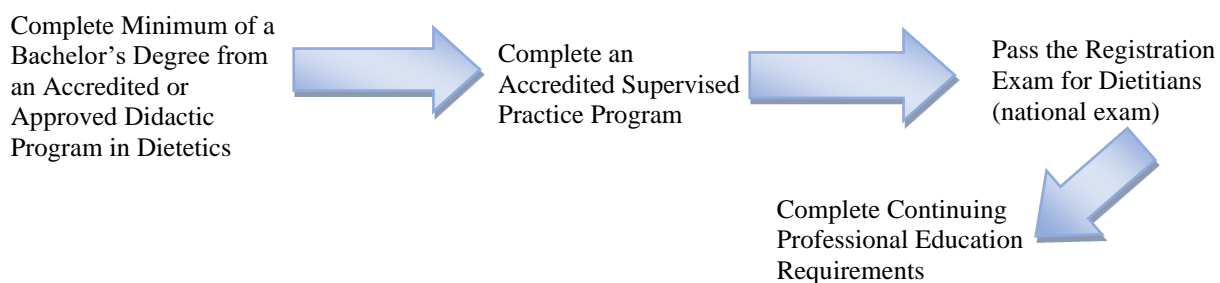 Complete Minimum of a
Bachelor’s Degree from
an Accredited or
Approved Didactic
Program in Dietetics
Complete an
Accredited Supervised
Practice Program
Pass the Registration
Exam for Dietitians
(national exam)
Complete Continuing
Professional Education
Requirements